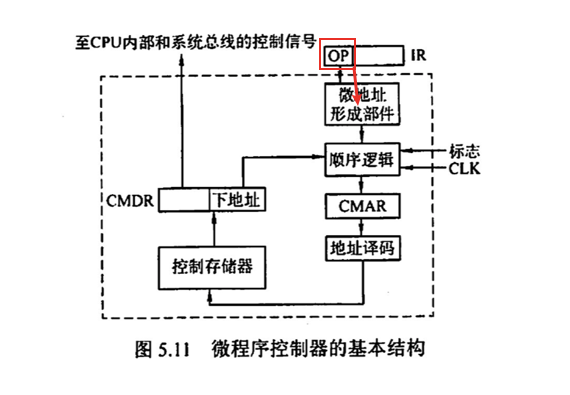 至CPU内部和系统总线的控制信号
OP
IR
微地址
形成部件
顺序逻辑
标志
CLK
CMDR
下地址
CMAR
地址译码
控制存储器
图 5.11 微程序控制器的基本结构